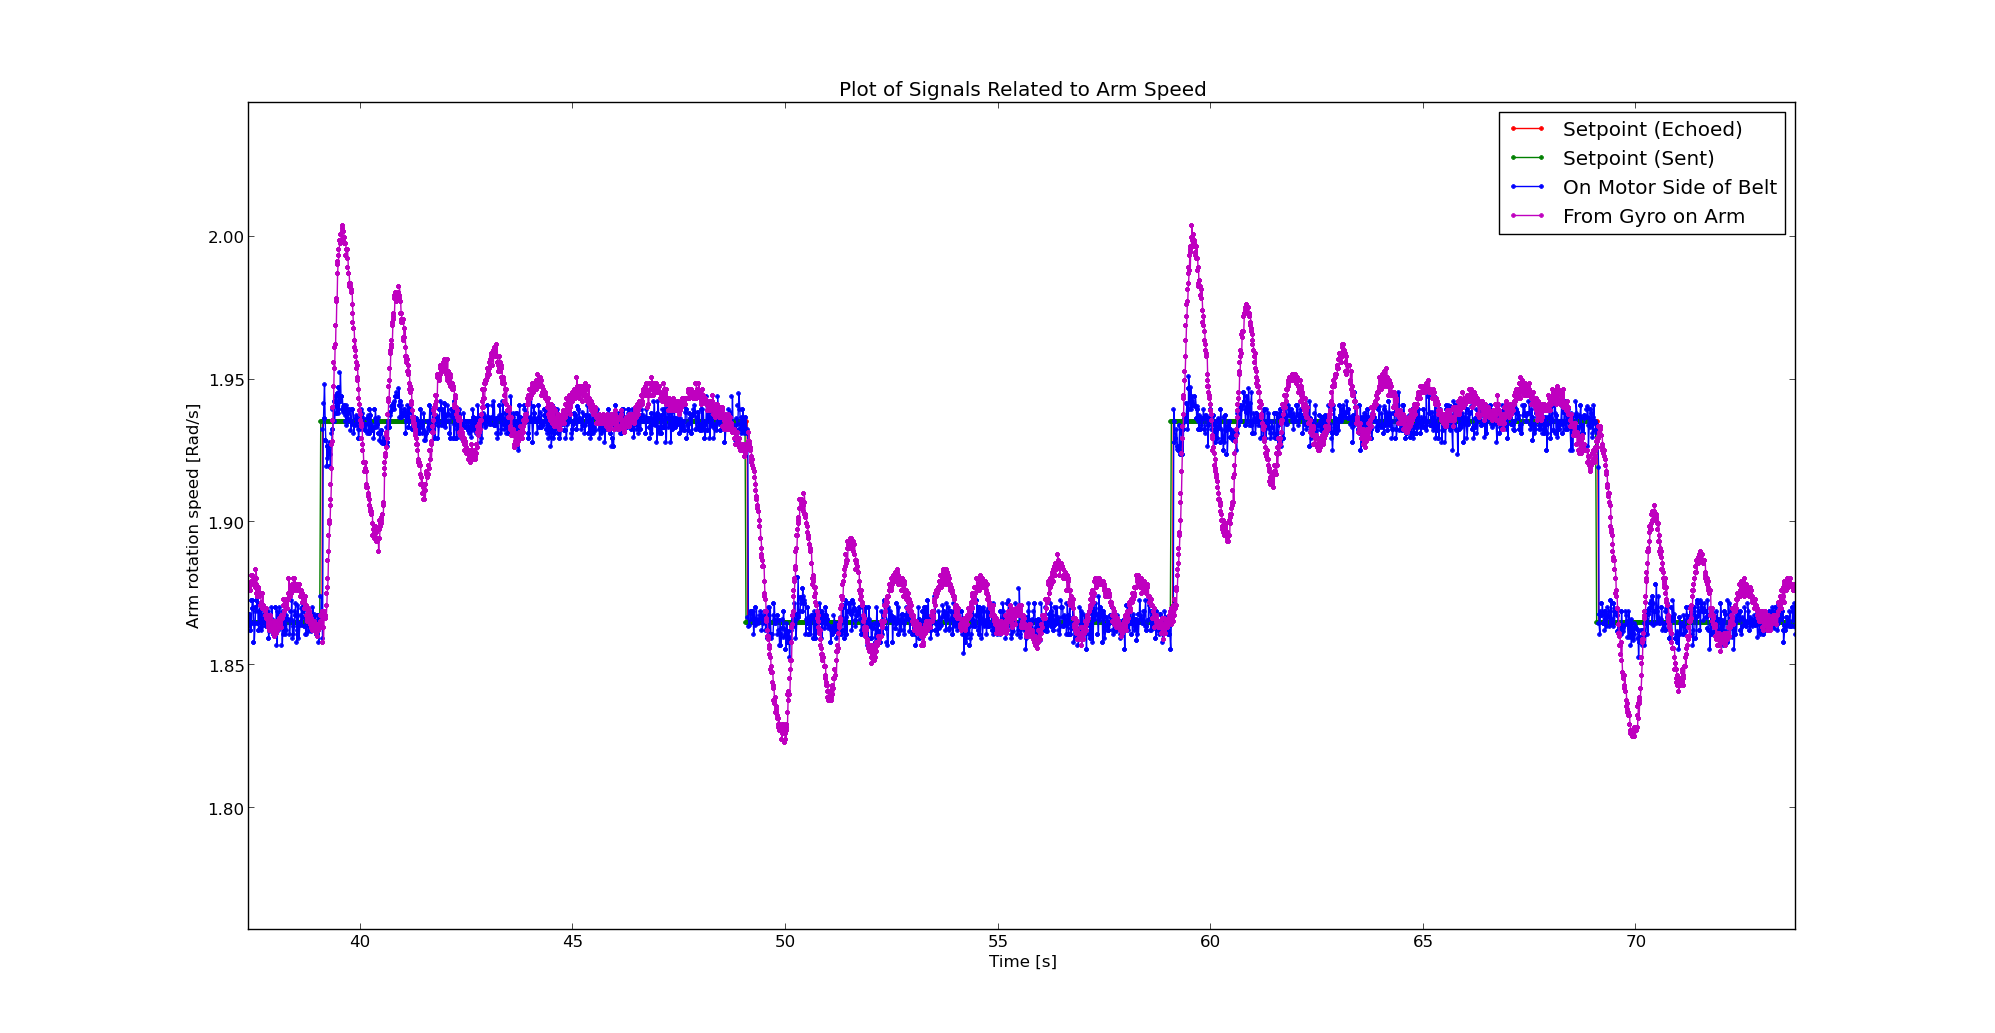 Plot of Signals Related to Arm Speed
Setpoint (Echoed)
Setpoint (Sent)
On Motor Side of Belt
From Gyro on Arm
2.00
1.95
1.90
1.85
1.80
Arm rotation speed [Rad/s]
40 45 50 55 60 65 70
Time [s]